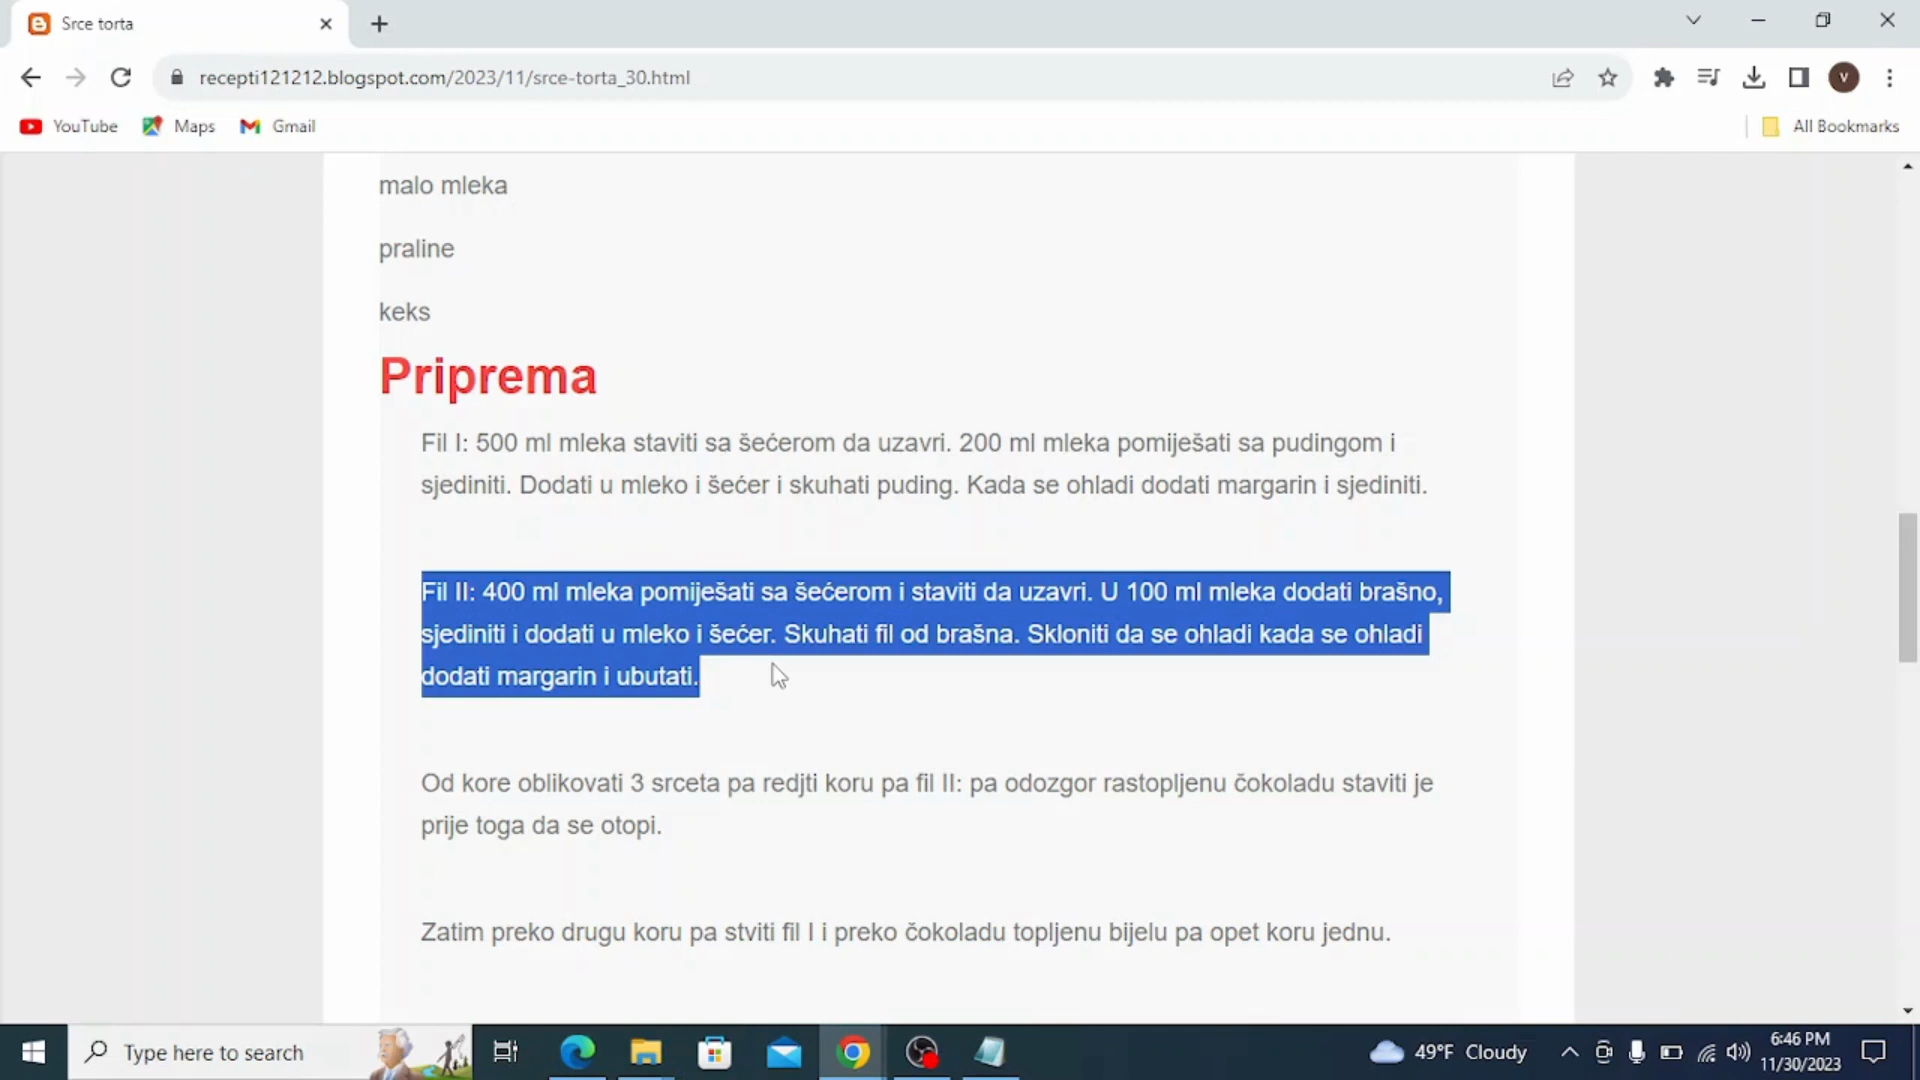 Srce torta
recepti121212.blogspot.com/2023/11/srce-torta_30.html
V
YouTube Maps Gmail All Bookmarks
malo mleka
praline
keks
Priprema
Fil I: 500 ml mleka staviti sa šećerom da uzavri. 200 ml mleka pomiješati sa pudingom i
sjediniti. Dodati u mleko i šećer i skuhati puding. Kada se ohladi dodati margarin i sjediniti.
Fil II: 400 ml mleka pomiješati sa šećerom i staviti da uzavri. U 100 ml mleka dodati brašno,
sjediniti i dodati u mleko i šećer. Skuhati fil od brašna. Skloniti da se ohladi kada se ohladi
dodati margarin i ubutati.
Od kore oblikovati 3 srceta pa redjti koru pa fil II: pa odozgor rastopljenu čokoladu staviti je
prije toga da se otopi.
Zatim preko drugu koru pa stviti fil I i preko čokoladu topljenu bijelu pa opet koru jednu.
Type here to search
49°F Cloudy
6:46 PM
11/30/2023